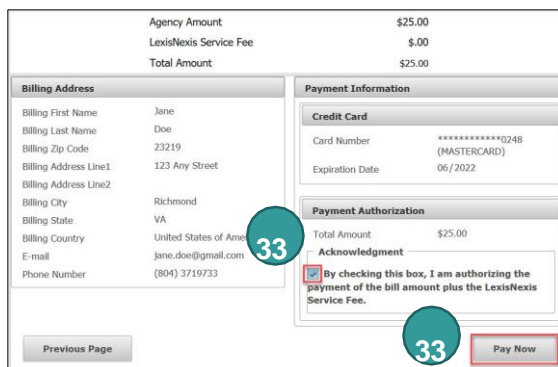 Agency Amount $25.00
LexisNexis Service Fee $.00
Total Amount $25.00
Billing Address
Billing First Name Jane
Billing Last Name Doe
Billing Zip Code 23219
Billing Address Line1 123 Any Street
Billing Address Line2
Billing City Richmond
Billing State VA
Billing Country United States of Ame
E-mail jane.doe@gmail.com
Phone Number (804) 3719733
Payment Information
Credit Card
Card Number ************0248
(MASTERCARD)
Expiration Date 06/2022
Payment Authorization
Total Amount $25.00
Acknowledgment
33
By checking this box, I am authorizing the
payment of the bill amount plus the LexisNexis
Service Fee.
Previous Page
33
Pay Now